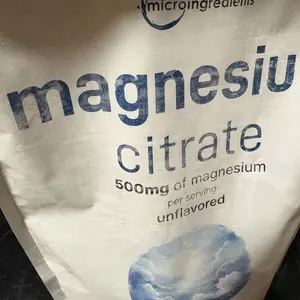 microingredients
magnesiu
citrate
500mg of magnesium
per serving
unflavored